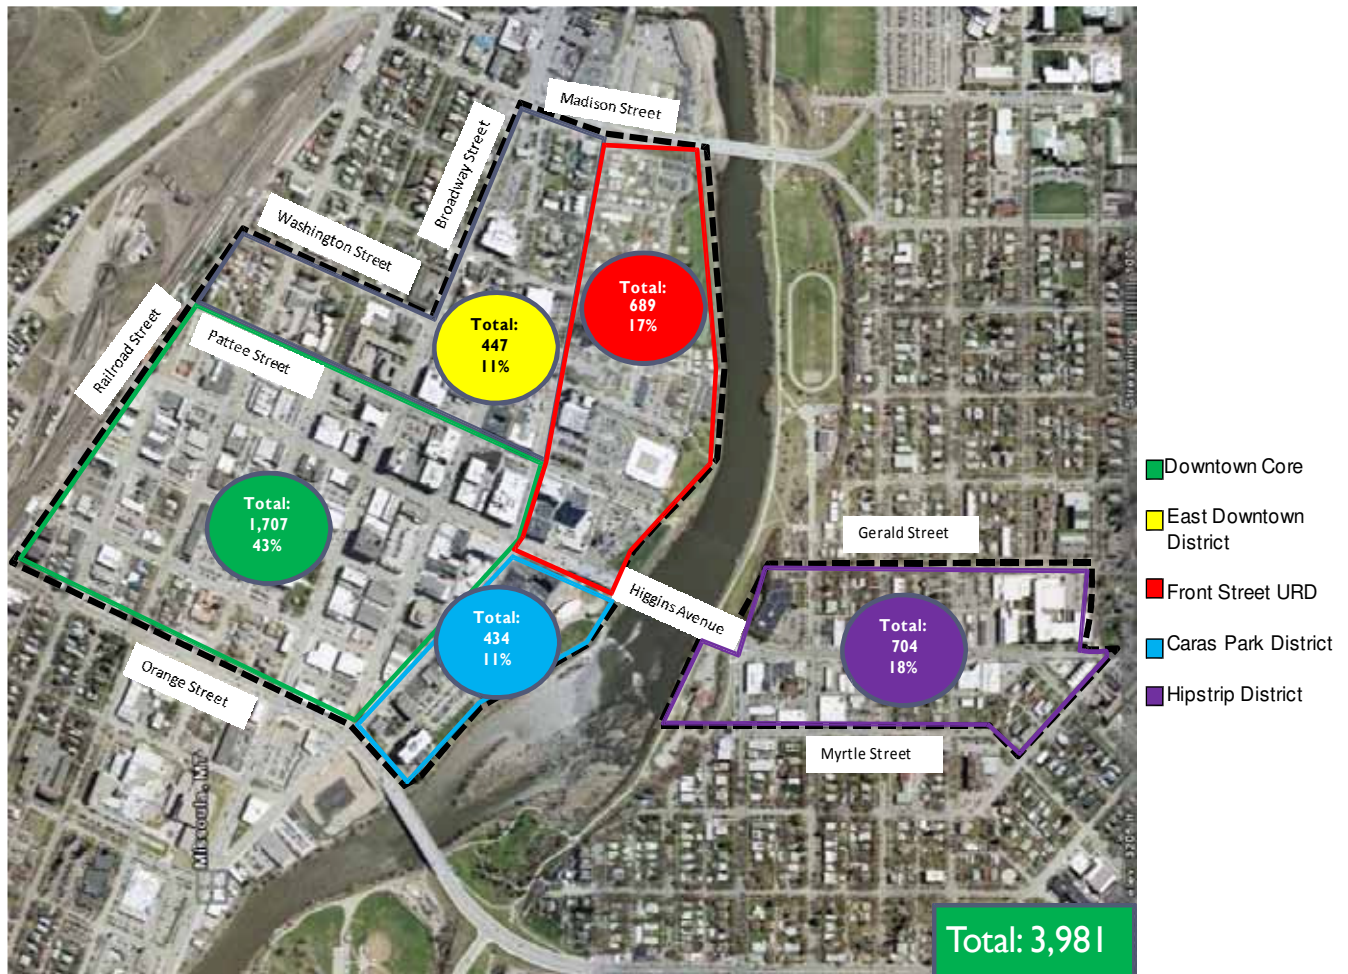 Madison Street
Broadway Street
Washington Street
Railroad Street
Pattee Street
Total:
689
17%
Total:
447
11%
Total:
1,707
43%
Total:
434
11%
Higgins Avenue
Gerald Street
Total:
704
18%
Myrtle Street
Orange Street
Missoula, MT
Downtown Core
East Downtown
District
Front Street URD
Caras Park District
Hipstrip District
Total: 3,981